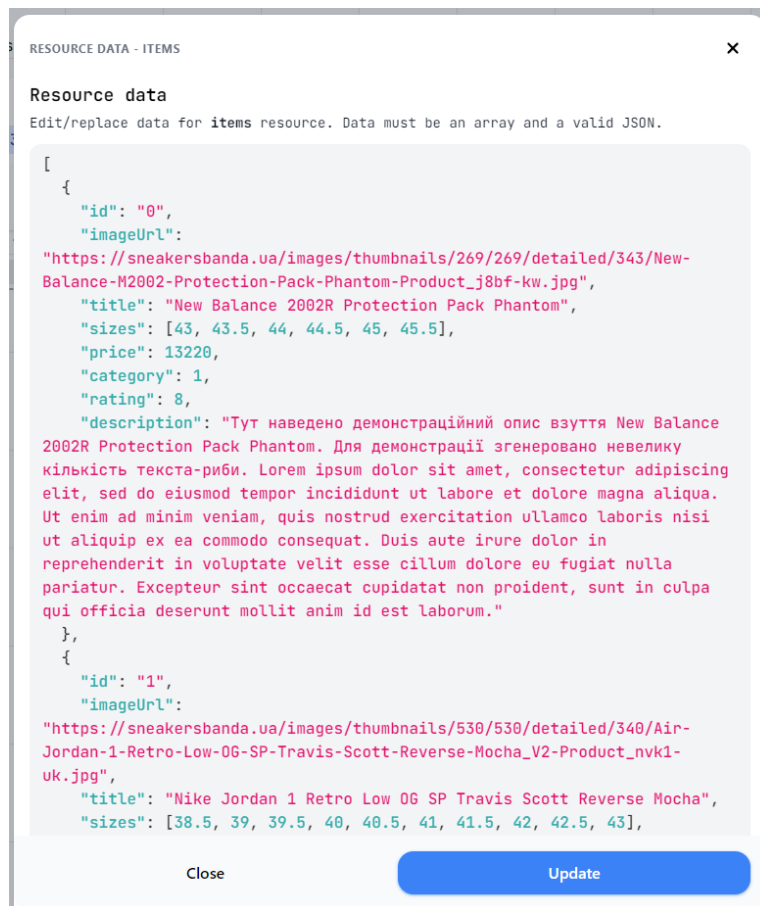 RESOURCE DATA - ITEMS
Resource data
Edit/replace data for items resource. Data must be an array and a valid JSON.
[
{
"id": "0",
"imageUrl":
"https://sneakersbanda.ua/images/thumbnails/269/269/detailed/343/New-
Balance-M2002-Protection-Pack-Phantom-Product_j8bf-kw.jpg",
"title": "New Balance 2002R Protection Pack Phantom",
"sizes": [43, 43.5, 44, 44.5, 45, 45.5],
"price": 13220,
"category": 1,
"rating": 8,
"description": "Тут наведено демонстраційний опис взуття New Balance
2002R Protection Pack Phantom. Для демонстрації згенеровано невелику
кількість текста-риби. Lorem ipsum dolor sit amet, consectetur adipiscing
elit, sed do eiusmod tempor incididunt ut labore et dolore magna aliqua.
Ut enim ad minim veniam, quis nostrud exercitation ullamco laboris nisi
ut aliquip ex ea commodo consequat. Duis aute irure dolor in
reprehenderit in voluptate velit esse cillum dolore eu fugiat nulla
pariatur. Excepteur sint occaecat cupidatat non proident, sunt in culpa
qui officia deserunt mollit anim id est laborum."
},
{
"id": "1",
"imageUrl":
"https://sneakersbanda.ua/images/thumbnails/530/530/detailed/340/Air-
Jordan-1-Retro-Low-OG-SP-Travis-Scott-Reverse-Mocha_V2-Product_nvk1-
uk.jpg",
"title": "Nike Jordan 1 Retro Low OG SP Travis Scott Reverse Mocha",
"sizes": [38.5, 39, 39.5, 40, 40.5, 41, 41.5, 42, 42.5, 43],
Close
Update